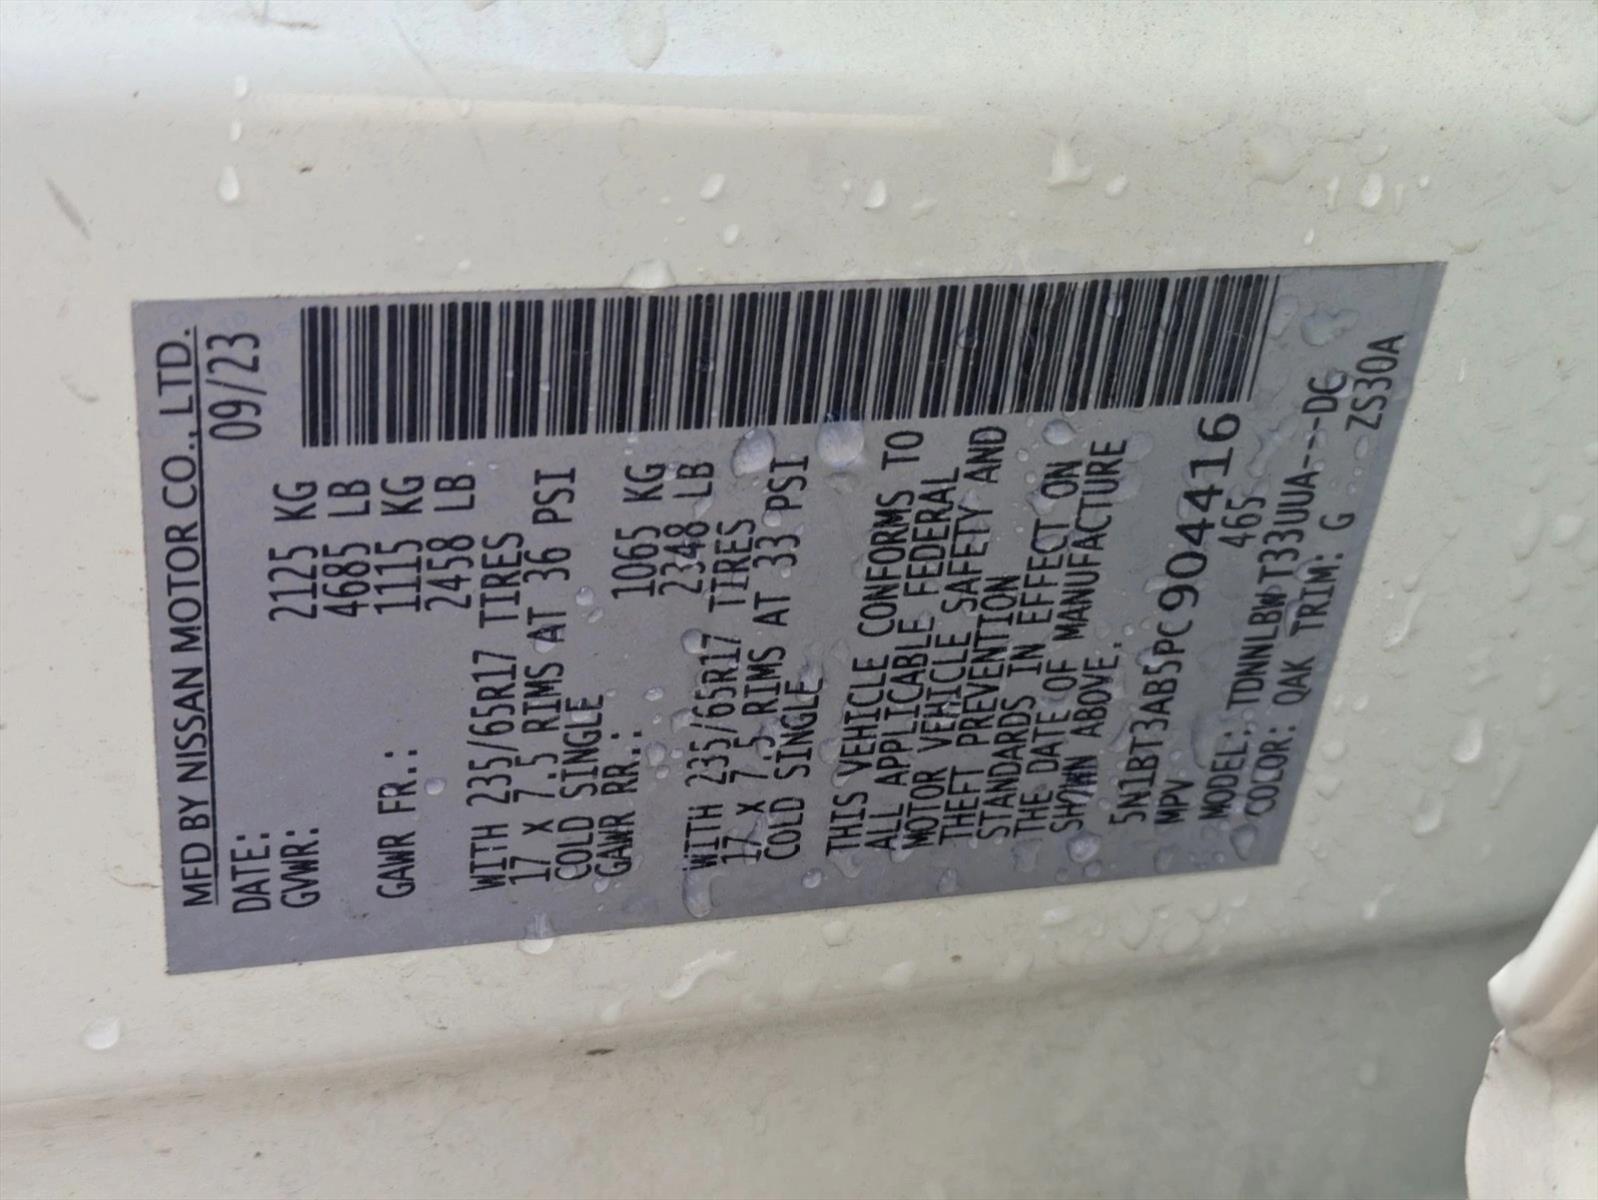 MFD BY NISSAN MOTOR CO., LTD.
DATE: 09/23
GVWR: 2125 KG
4685 LB
GAWR FR.: 1115 KG
2458 LB
WITH 235/65R17 TIRES
17 X 7.5 RIMS AT 36 PSI
COLD SINGLE
GAWR RR.: 1065 KG
2348 LB
WITH 235/65R17 TIRES
17 X 7.5 RIMS AT 33 PSI
COLD SINGLE
THIS VEHICLE CONFORMS TO
ALL APPLICABLE FEDERAL
MOTOR VEHICLE SAFETY AND
THEFT PREVENTION
STANDARDS IN EFFECT ON
THE DATE OF MANUFACTURE
SHOWN ABOVE.
5N1BT3AB5PC904416
MPV 465
MODEL: TDNNLBWT33UUA---DG
COLOR: QAK TRIM: G ZS30A